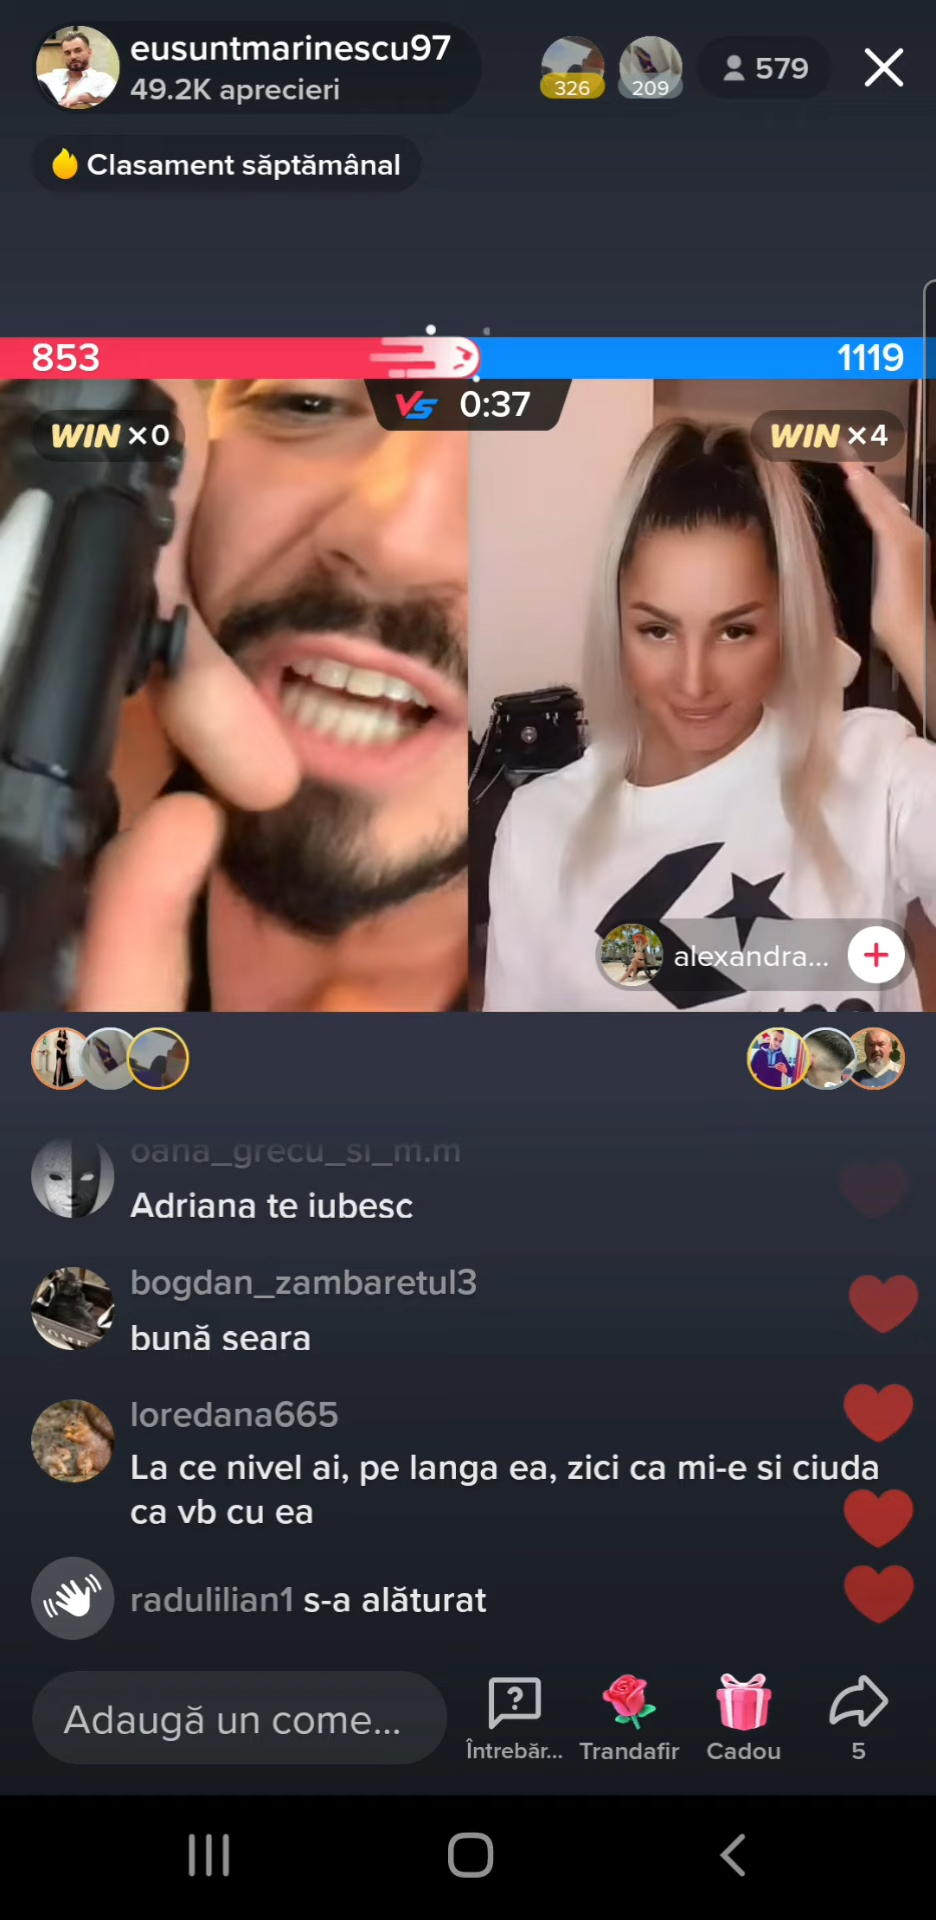 eusuntmarinescu97
49.2K aprecieri
326
209
579
Clasament săptămânal
853
1119
VS 0:37
WIN ×0
WIN ×4
alexandra...
oana_grecu_si_m.m
Adriana te iubesc
bogdan_zambaretul3
bună seara
loredana665
La ce nivel ai, pe langa ea, zici ca mi-e si ciuda
ca vb cu ea
radulilian1 s-a alăturat
Adaugă un come...
Întrebăr...
Trandafir
Cadou
5